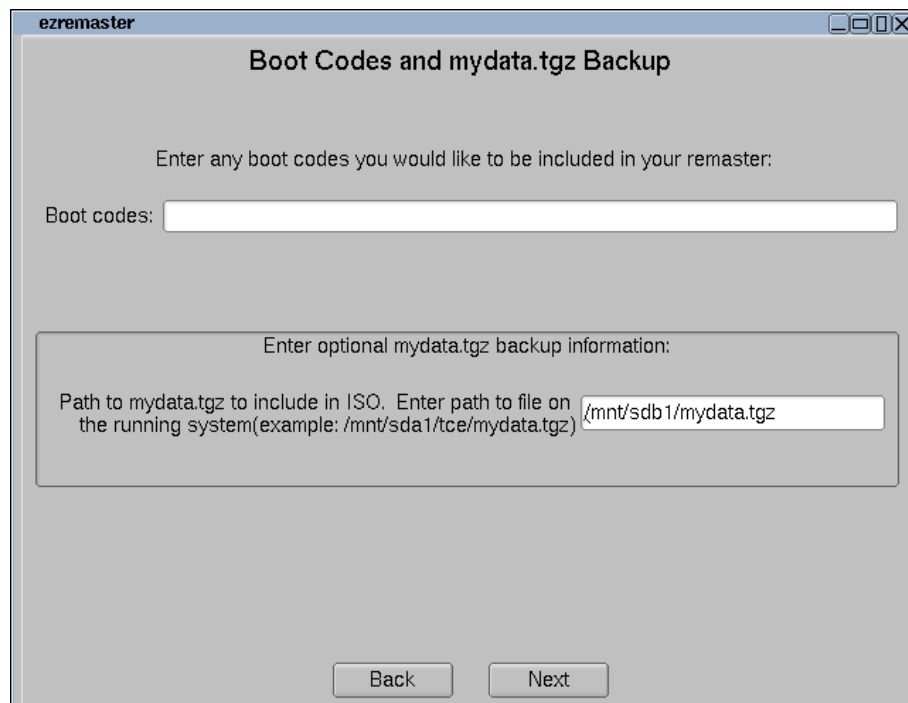 ezremaster
Boot Codes and mydata.tgz Backup
Enter any boot codes you would like to be included in your remaster:
Boot codes:
Enter optional mydata.tgz backup information:
Path to mydata.tgz to include in ISO.  Enter path to file on
the running system(example: /mnt/sda1/tce/mydata.tgz)
/mnt/sdb1/mydata.tgz
Back
Next